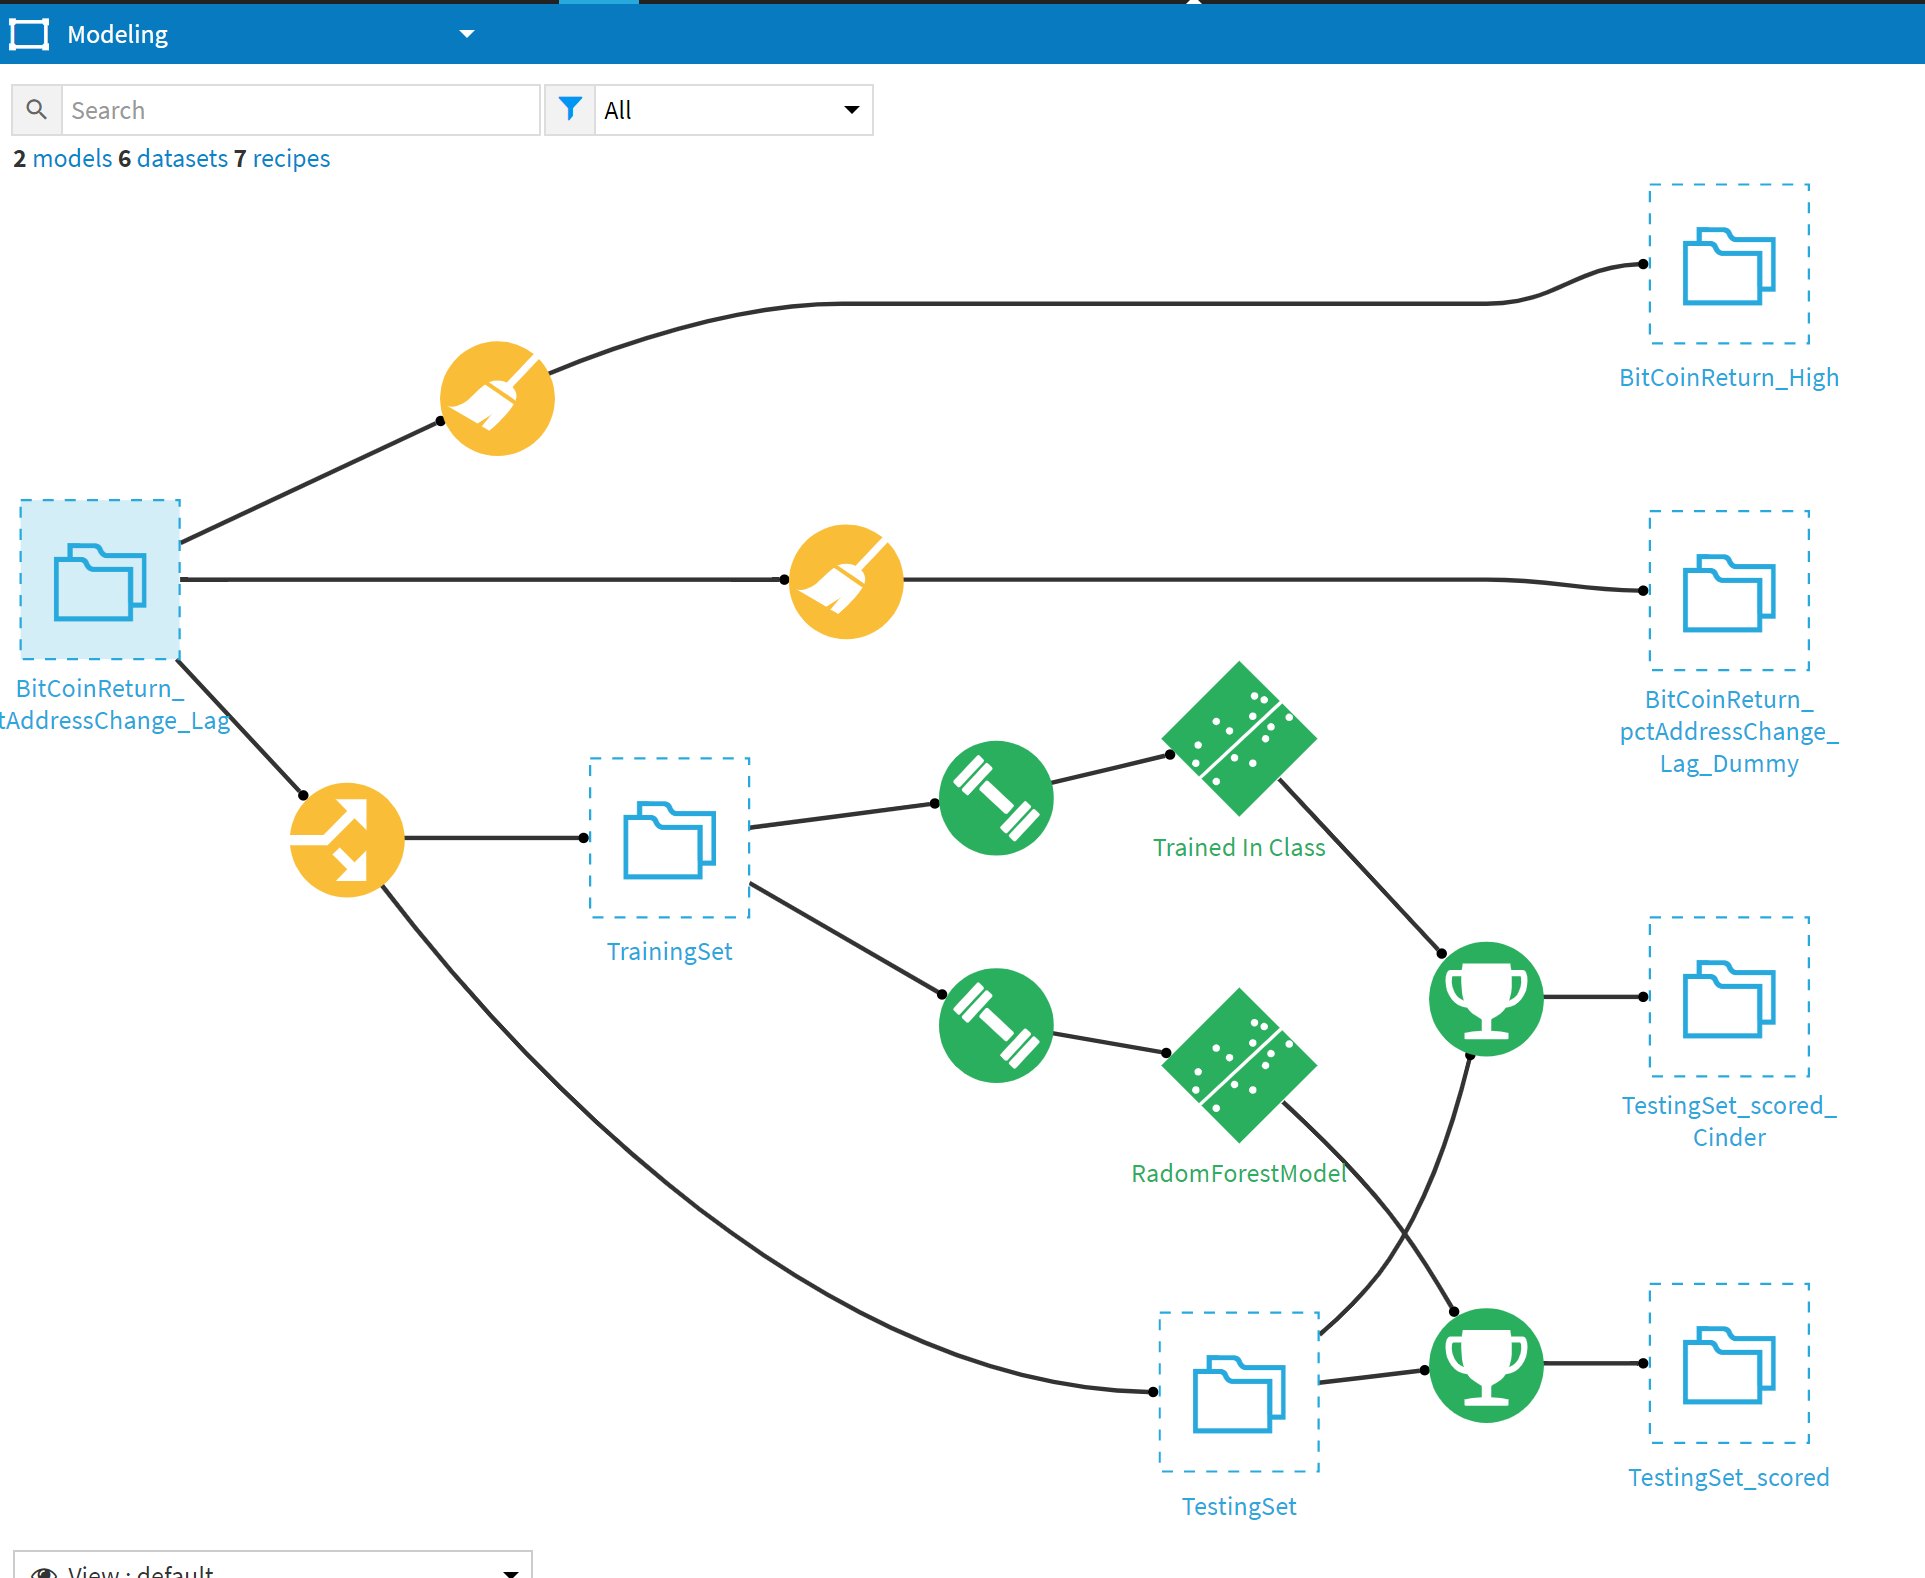 Modeling
Search
All
2 models 6 datasets 7 recipes
BitCoinReturn_High
BitCoinReturn_
tAddressChange_Lag
BitCoinReturn_
pctAddressChange_
Lag_Dummy
Trained In Class
TrainingSet
TestingSet_scored_
Cinder
RadomForestModel
TestingSet_scored
TestingSet
View : default